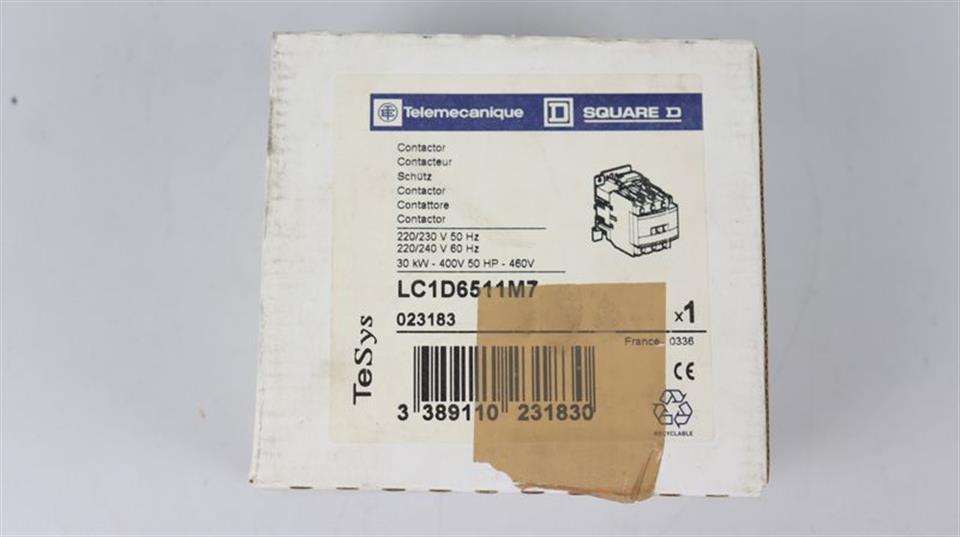 Telemecanique SQUARE D
Contactor
Contacteur
Schütz
Contactor
Contattore
Contactor
220/230 V 50 Hz
220/240 V 60 Hz
30 kW - 400V 50 HP - 460V
LC1D6511M7
023183
x1
France 0336
TeSys
CE
3 389110 231830
RECYCLABLE